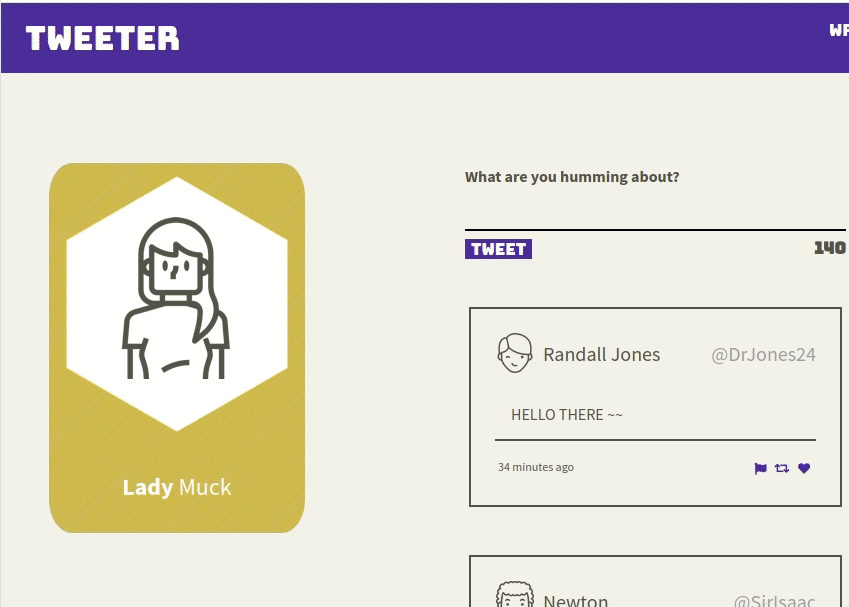 TWEETER
What are you humming about?
TWEET
140
Randall Jones
@DrJones24
HELLO THERE ~~
34 minutes ago
Lady Muck
Newton
@SirIsaac